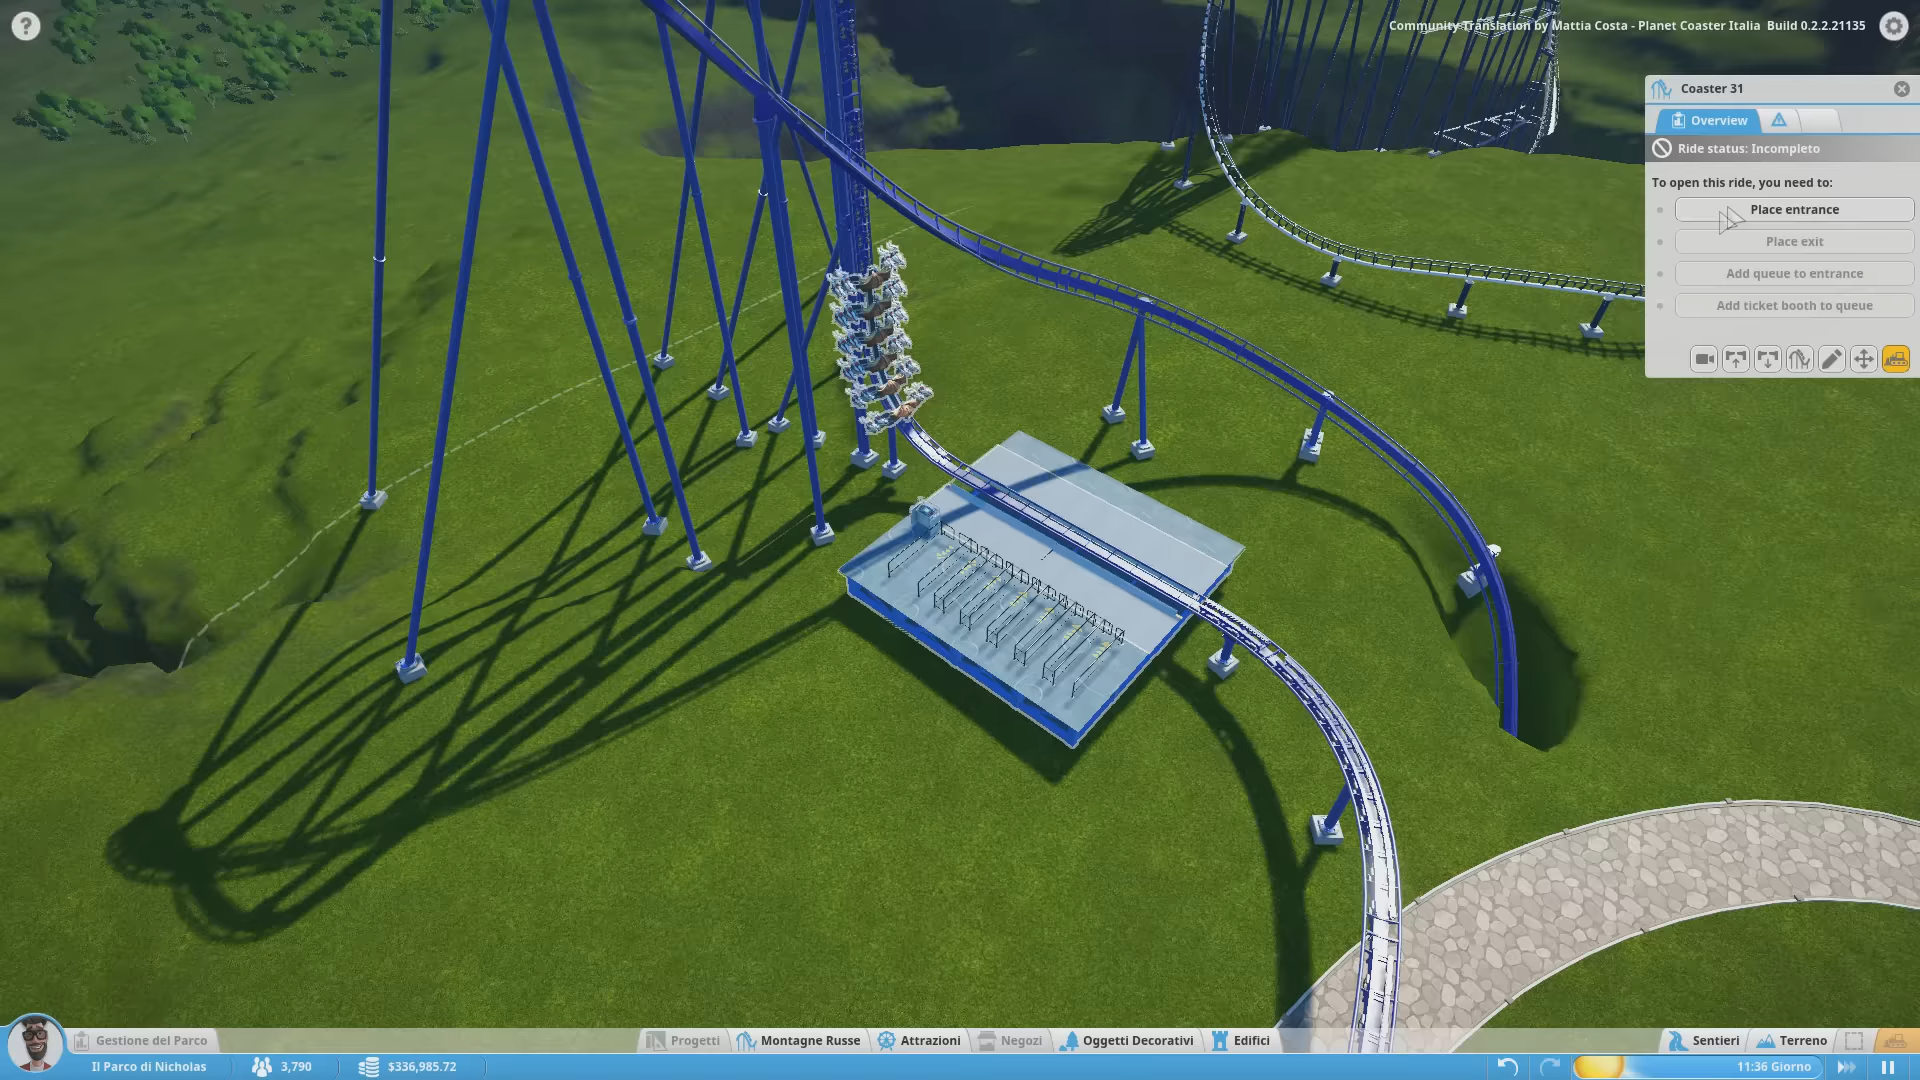 ?
Community Translation by Mattia Costa - Planet Coaster Italia Build 0.2.2.21135
Coaster 31
Overview
Ride status: Incompleto
To open this ride, you need to:
Place entrance
Place exit
Add queue to entrance
Add ticket booth to queue
Gestione del Parco
Progetti
Montagne Russe
Attrazioni
Negozi
Oggetti Decorativi
Edifici
Sentieri
Terreno
Il Parco di Nicholas
3,790
$336,985.72
11:36 Giorno